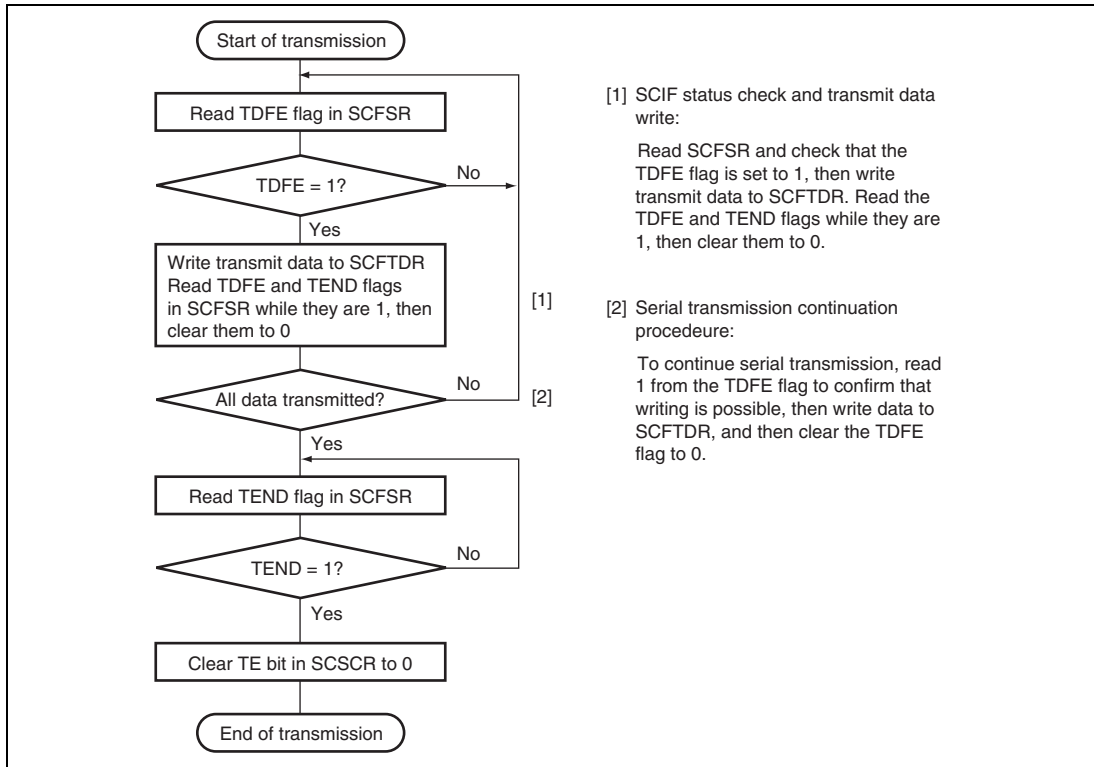 Start of transmission
Read TDFE flag in SCFSR
TDFE = 1?
No
Yes
Write transmit data to SCFTDR
Read TDFE and TEND flags
in SCFSR while they are 1, then
clear them to 0
[1]
All data transmitted?
No
[2]
Yes
Read TEND flag in SCFSR
TEND = 1?
No
Yes
Clear TE bit in SCSCR to 0
End of transmission
[1] SCIF status check and transmit data
write:
Read SCFSR and check that the
TDFE flag is set to 1, then write
transmit data to SCFTDR. Read the
TDFE and TEND flags while they are
1, then clear them to 0.
[2] Serial transmission continuation
procedeure:
To continue serial transmission, read
1 from the TDFE flag to confirm that
writing is possible, then write data to
SCFTDR, and then clear the TDFE
flag to 0.